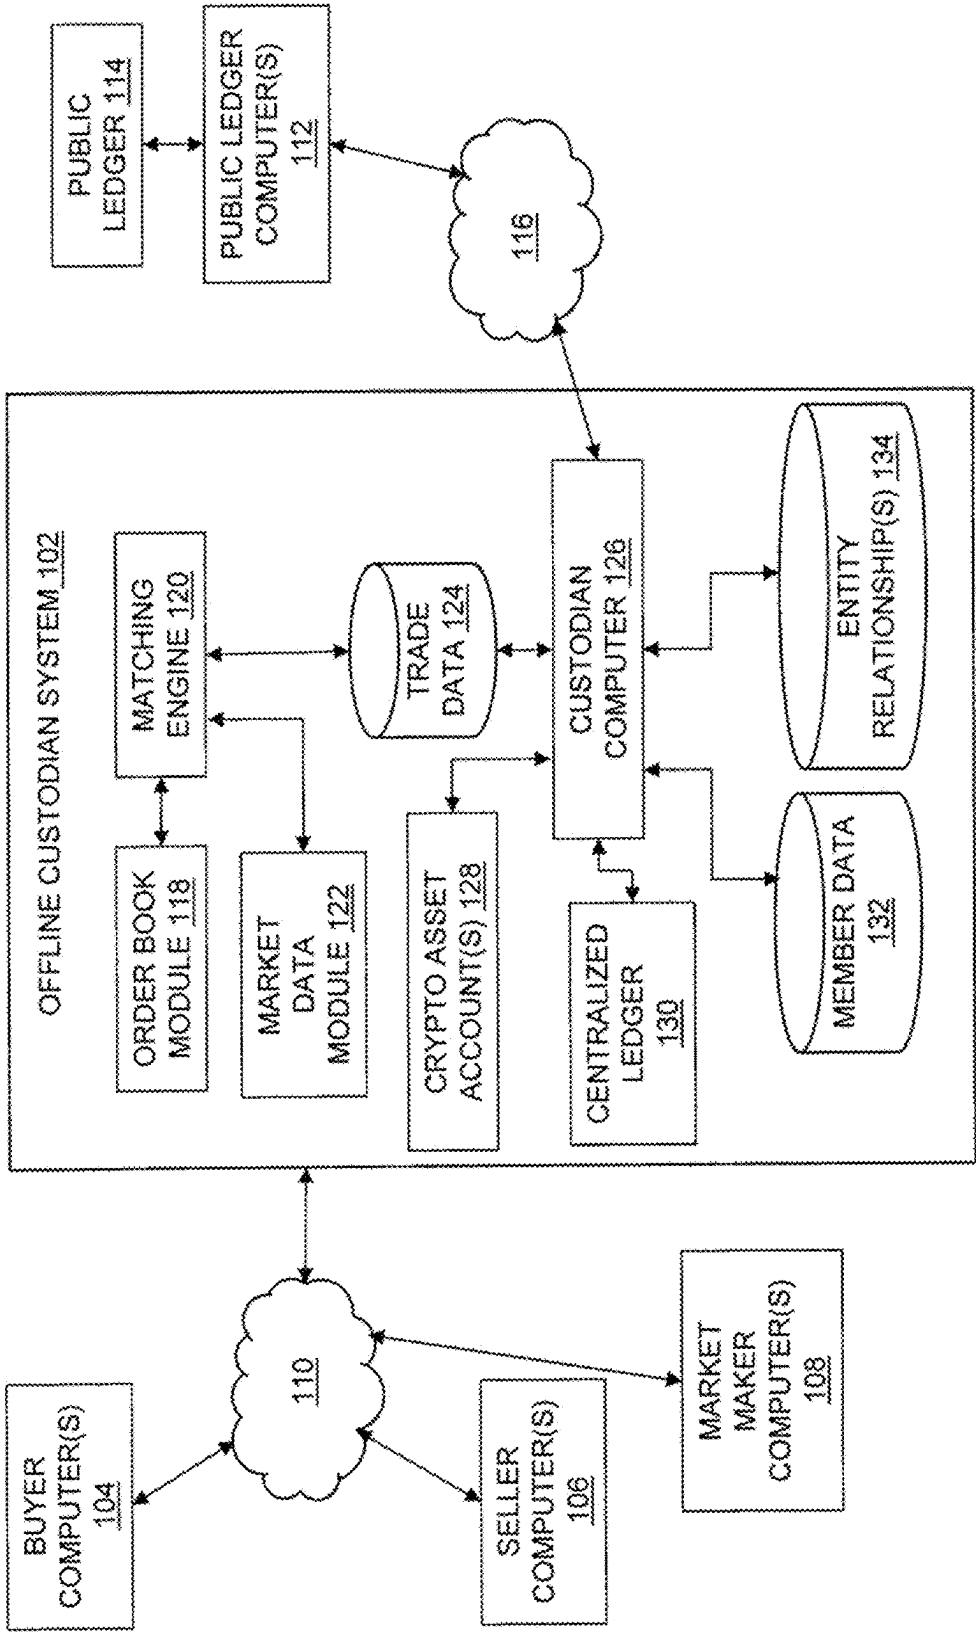 OFFLINE CUSTODIAN SYSTEM 102
BUYER
COMPUTER(S)
104
110
SELLER
COMPUTER(S)
106
MARKET
MAKER
COMPUTER(S)
108
ORDER BOOK
MODULE 118
MATCHING
ENGINE 120
MARKET
DATA
MODULE 122
TRADE
DATA 124
CRYPTO ASSET
ACCOUNT(S) 128
CUSTODIAN
COMPUTER 126
CENTRALIZED
LEDGER
130
MEMBER DATA
132
ENTITY
RELATIONSHIP(S) 134
PUBLIC
LEDGER 114
PUBLIC LEDGER
COMPUTER(S)
112
116